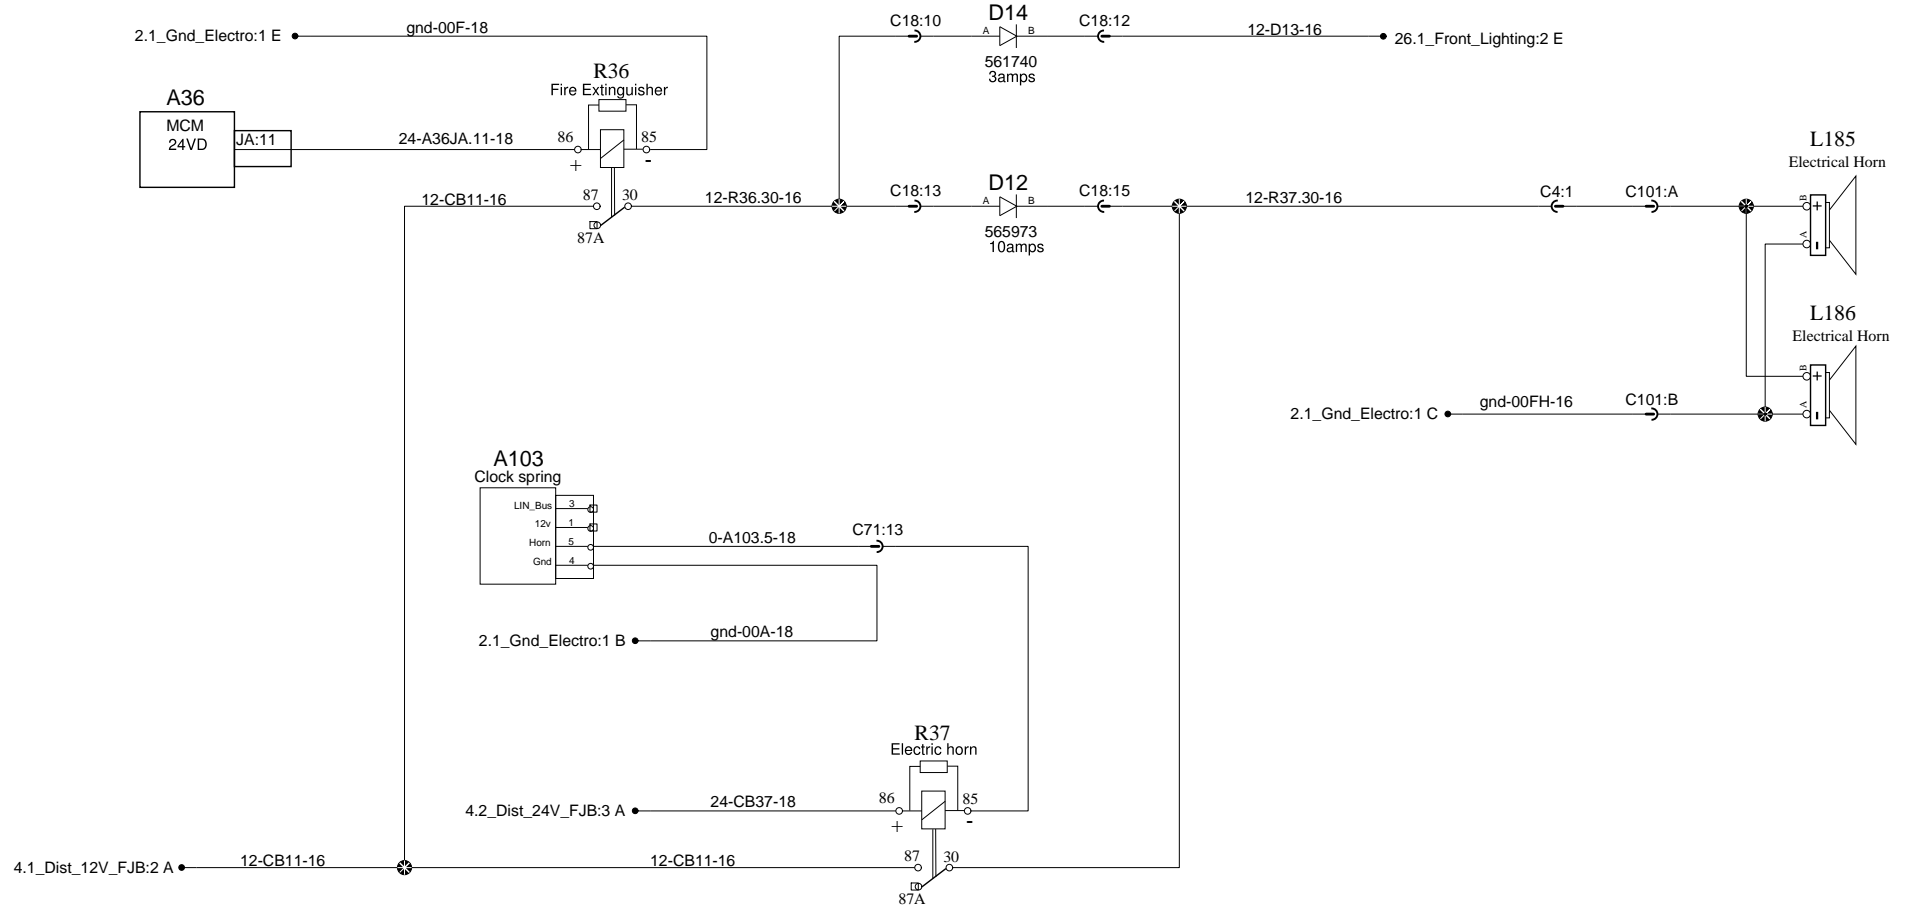 2.1_Gnd_Electro:1 E
gnd-00F-18
C18:10
D14
A B
C18:12
12-D13-16
26.1_Front_Lighting:2 E
561740
3amps
R36
Fire Extinguisher
A36
MCM
24VD
JA:11
24-A36JA.11-18
86
+
85
-
12-CB11-16
87
30
87A
12-R36.30-16
C18:13
D12
A B
C18:15
565973
10amps
12-R37.30-16
C4:1
C101:A
L185
Electrical Horn
B
+
A
-
L186
Electrical Horn
B
+
A
-
2.1_Gnd_Electro:1 C
gnd-00FH-16
C101:B
A103
Clock spring
LIN_Bus 3
12v 1
Horn 5
Gnd 4
0-A103.5-18
C71:13
2.1_Gnd_Electro:1 B
gnd-00A-18
R37
Electric horn
4.2_Dist_24V_FJB:3 A
24-CB37-18
86
+
85
-
4.1_Dist_12V_FJB:2 A
12-CB11-16
12-CB11-16
87
30
87A